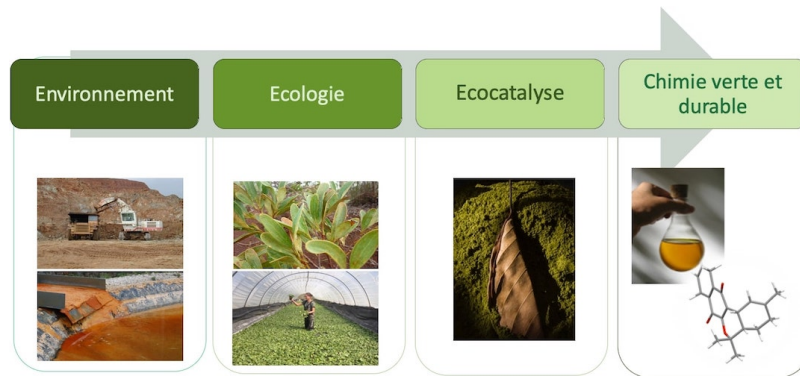 Environnement
Ecologie
Ecocatalyse
Chimie verte et
durable